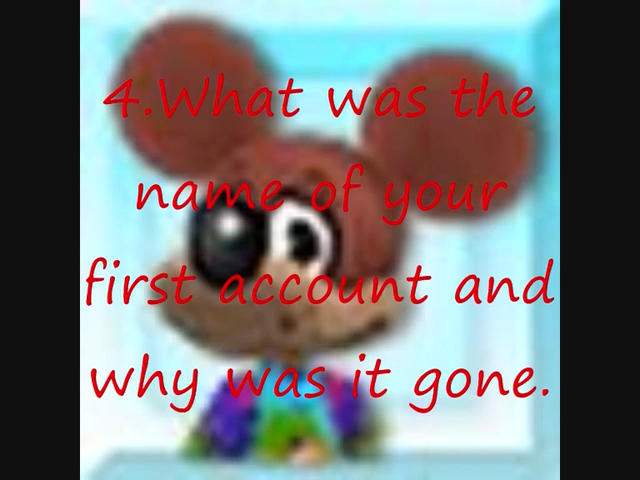 4.What was the
name of your
first account and
why was it gone.